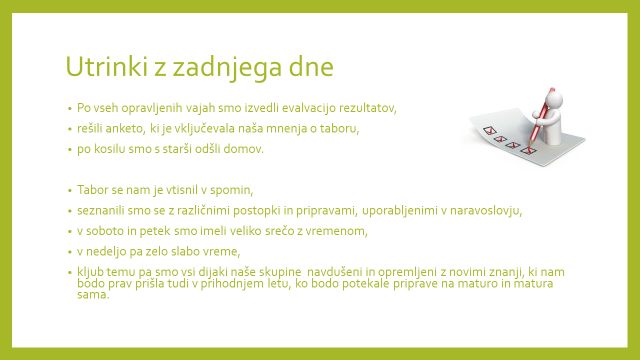 Utrinki z zadnjega dne
• Po vseh opravljenih vajah smo izvedli evalvacijo rezultatov,
• rešili anketo, ki je vključevala naša mnenja o taboru,
• po kosilu smo s starši odšli domov.
• Tabor se nam je vtisnil v spomin,
• seznanili smo se z različnimi postopki in pripravami, uporabljenimi v naravoslovju,
• v soboto in petek smo imeli veliko srečo z vremenom,
• v nedeljo pa zelo slabo vreme,
• kljub temu pa smo vsi dijaki naše skupine navdušeni in opremljeni z novimi znanji, ki nam
bodo prav prišla tudi v prihodnjem letu, ko bodo potekale priprave na maturo in matura
sama.